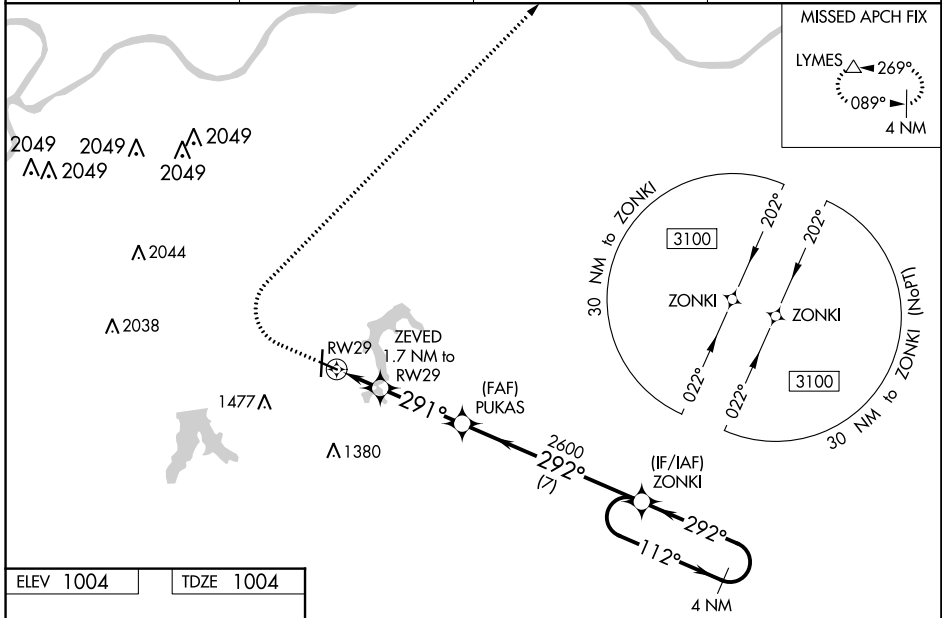 MISSED APCH FIX
LYMES
269°
089°
4 NM
2049
2049
2049
2049
2049
2044
2038
1477
1380
RW29
ZEVED
1.7 NM to
RW29
291°
(FAF)
PUKAS
2600
292°
(7)
(IF/IAF)
ZONKI
292°
112°
4 NM
30 NM to ZONKI
3100
202°
ZONKI
022°
30 NM to ZONKI (NoPT)
202°
ZONKI
3100
022°
ELEV 1004
TDZE 1004